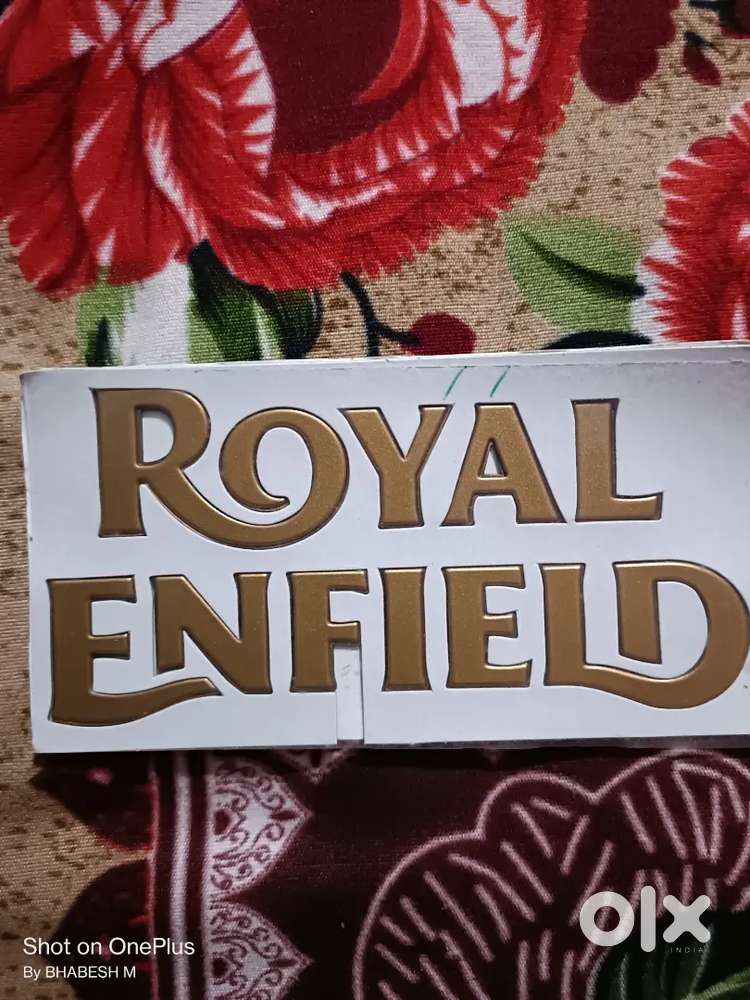 ROYAL
ENFIELD
Shot on OnePlus
By BHABESH M
olx
INDIA